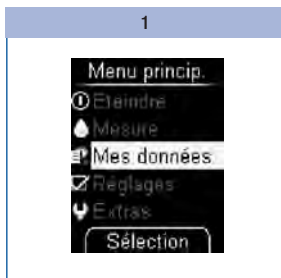 1
Menu princip.
Eteindre
Mesure
Mes données
Réglages
Extras
Sélection